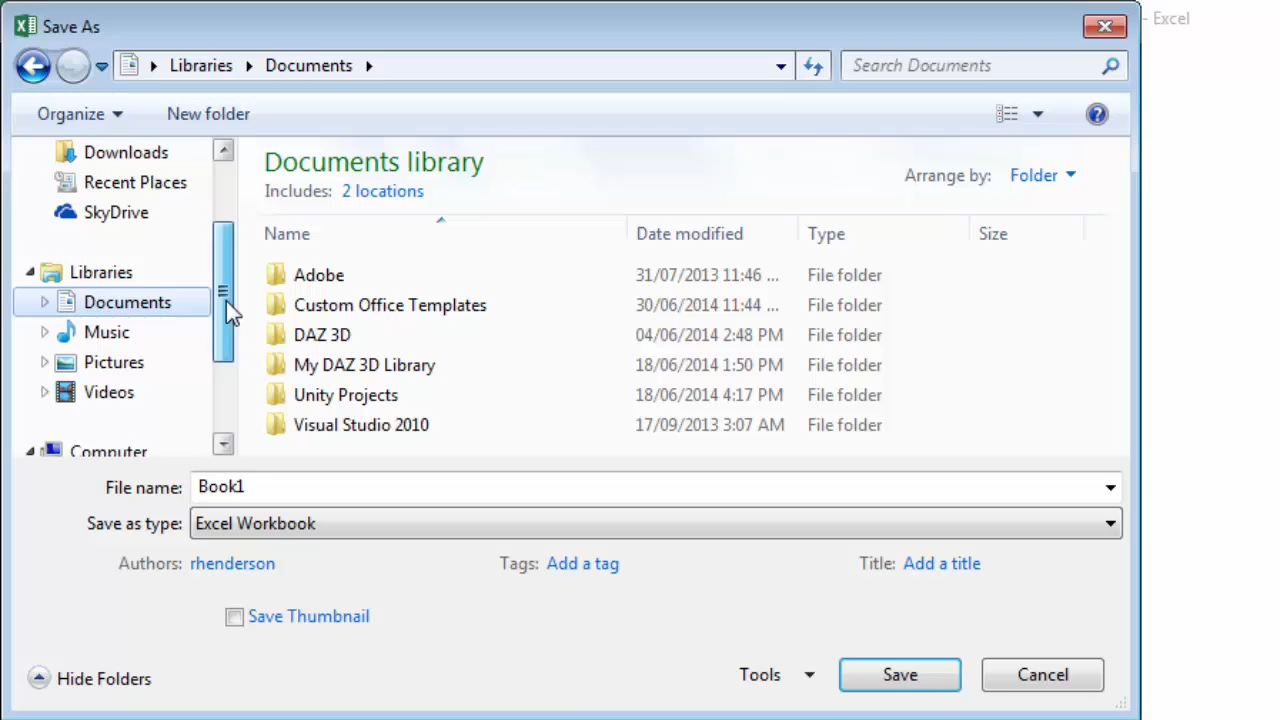 Save As
- Excel
Libraries Documents
Search Documents
Organize New folder
Downloads
Recent Places
SkyDrive
Libraries
Documents
Music
Pictures
Videos
Computer
Documents library
Includes: 2 locations
Arrange by: Folder
Name Date modified Type Size
Adobe 31/07/2013 11:46 ... File folder
Custom Office Templates 30/06/2014 11:44 ... File folder
DAZ 3D 04/06/2014 2:48 PM File folder
My DAZ 3D Library 18/06/2014 1:50 PM File folder
Unity Projects 18/06/2014 4:17 PM File folder
Visual Studio 2010 17/09/2013 3:07 AM File folder
File name: Book1
Save as type: Excel Workbook
Authors: rhenderson Tags: Add a tag Title: Add a title
Save Thumbnail
Hide Folders Tools Save Cancel